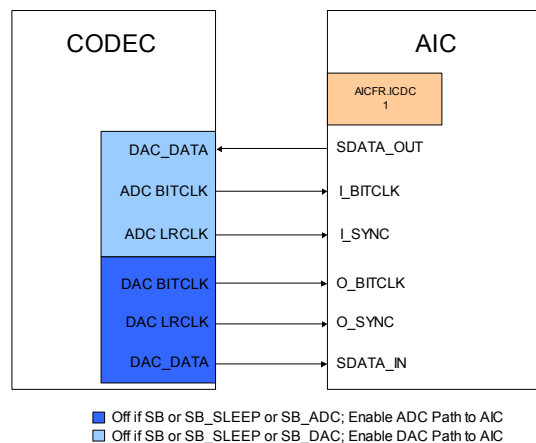 CODEC
AIC
AICFR.ICDC
1
DAC_DATA
SDATA_OUT
ADC BITCLK
I_BITCLK
ADC LRCLK
I_SYNC
DAC BITCLK
O_BITCLK
DAC LRCLK
O_SYNC
DAC_DATA
SDATA_IN
Off if SB or SB_SLEEP or SB_ADC; Enable ADC Path to AIC
Off if SB or SB_SLEEP or SB_DAC; Enable DAC Path to AIC